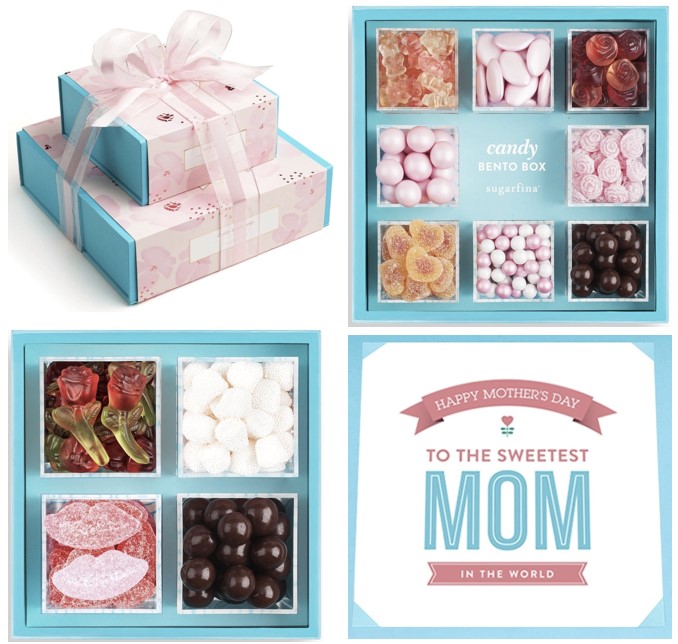 candy
BENTO BOX
sugarfina®
HAPPY MOTHER'S DAY
TO THE SWEETEST
MOM
IN THE WORLD